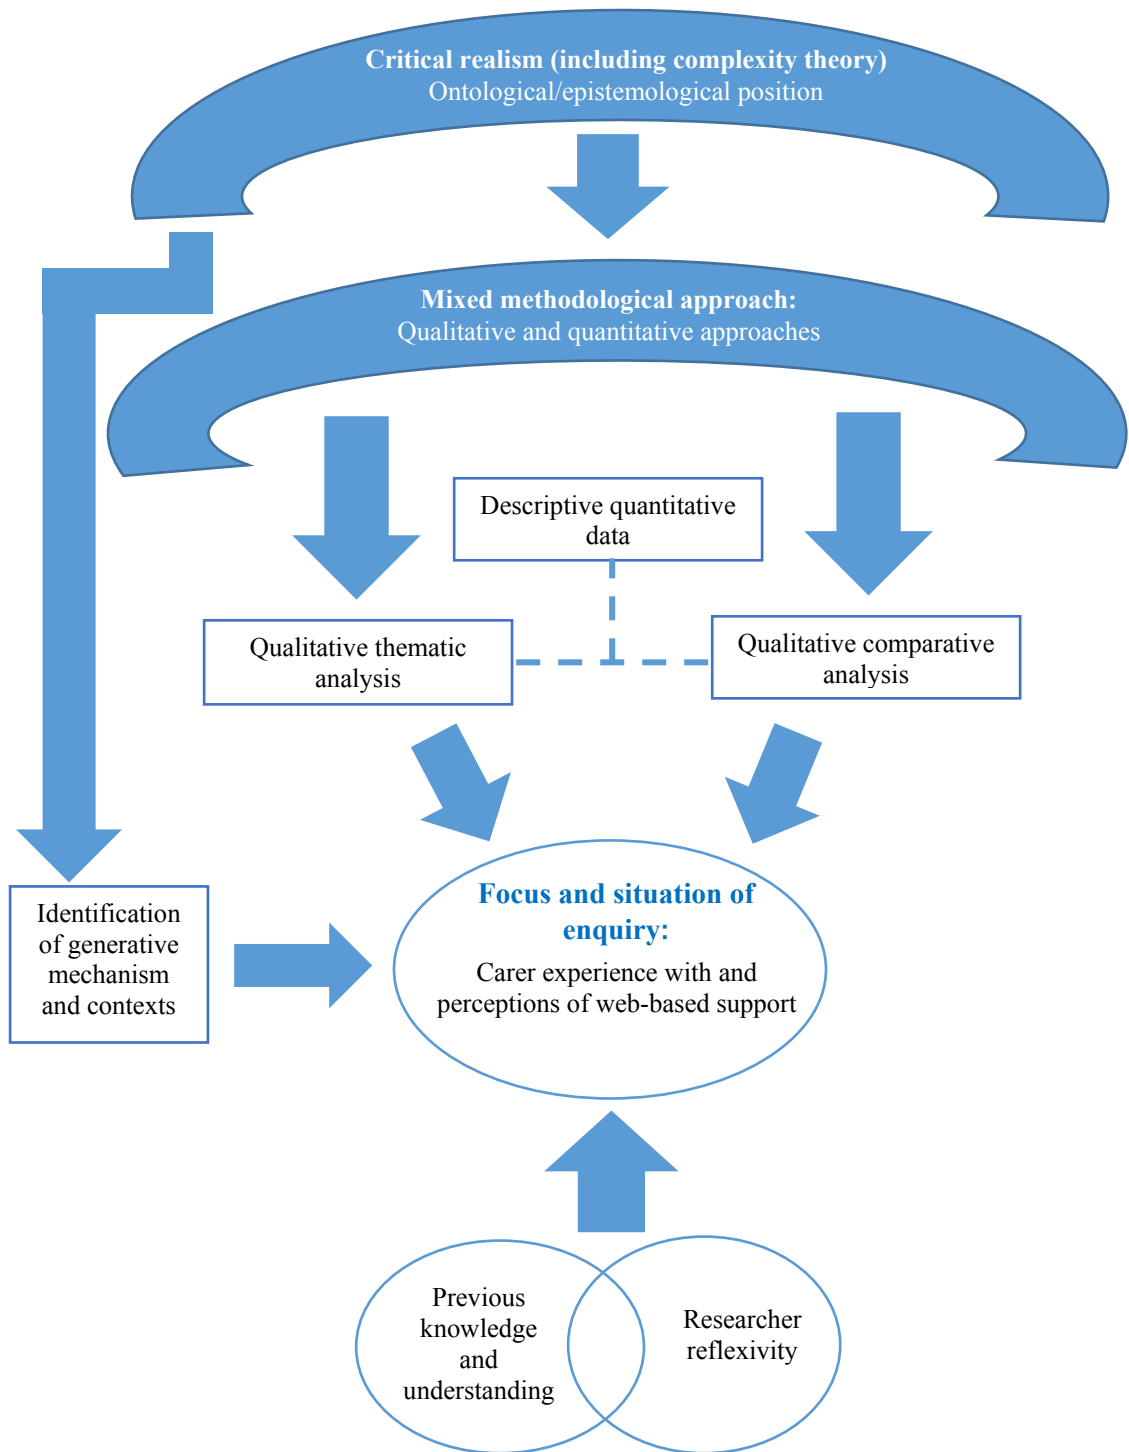 Critical realism (including complexity theory)
Ontological/epistemological position
Mixed methodological approach:
Qualitative and quantitative approaches
Descriptive quantitative
data
Qualitative thematic
analysis
Qualitative comparative
analysis
Identification
of generative
mechanism
and contexts
Focus and situation of
enquiry:
Carer experience with and
perceptions of web-based support
Previous
knowledge
and
understanding
Researcher
reflexivity